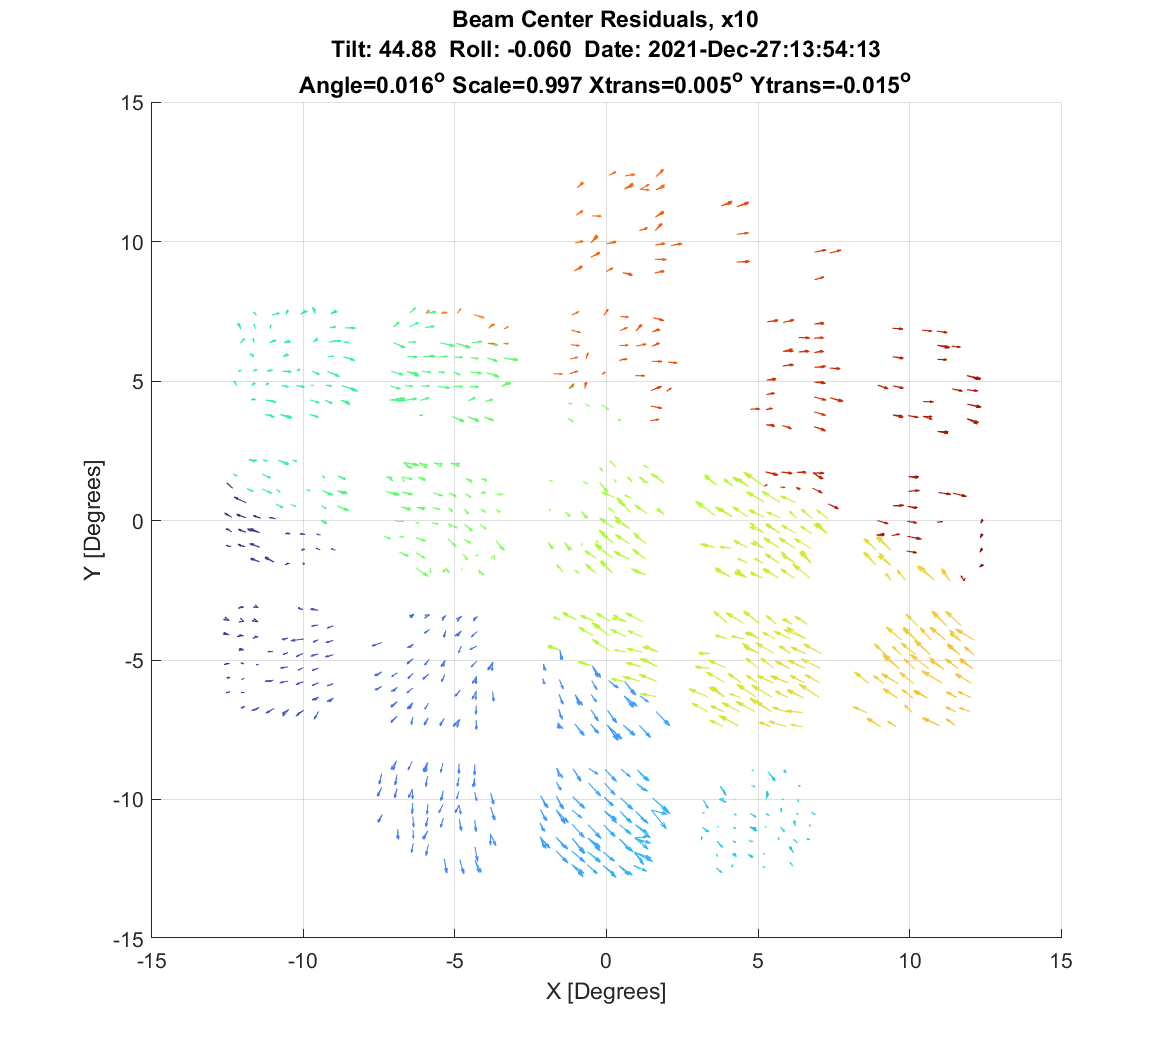 Beam Center Residuals, x10
Tilt: 44.88 Roll: -0.060 Date: 2021-Dec-27:13:54:13
Angle=0.016° Scale=0.997 Xtrans=0.005° Ytrans=-0.015°
15
10
5
0
-5
-10
-15
Y [Degrees]
-15 -10 -5 0 5 10 15
X [Degrees]